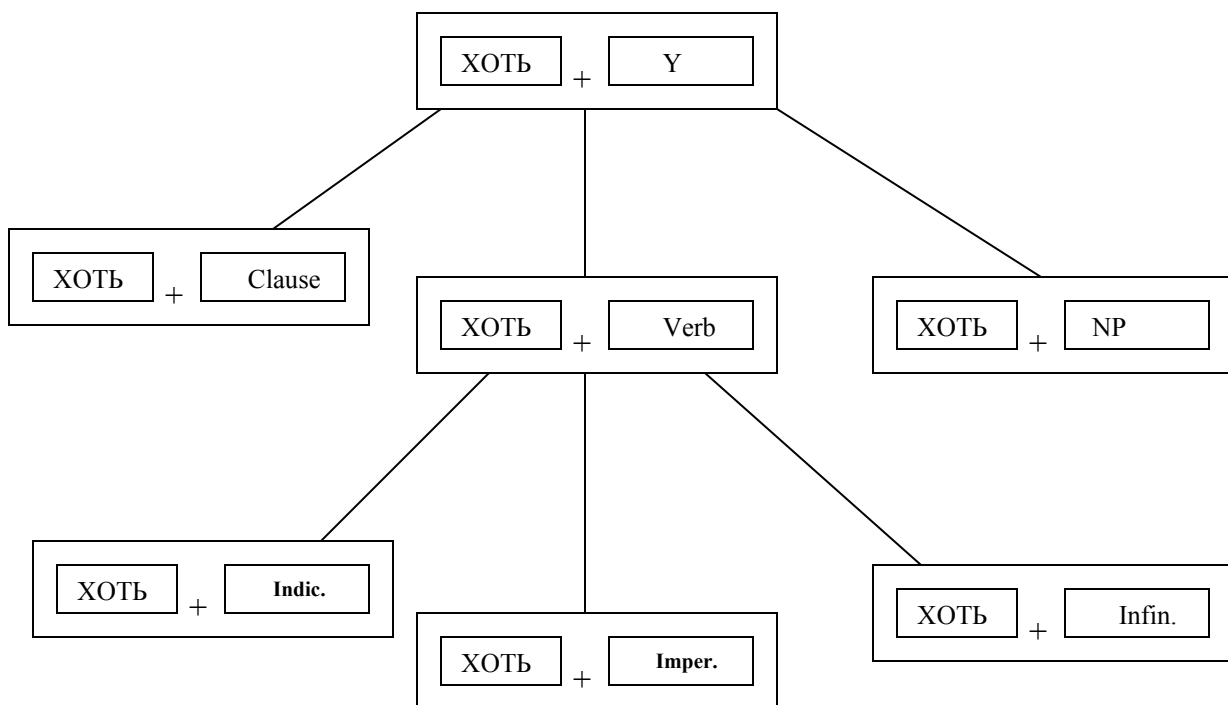 ХОТЬ + Y
ХОТЬ + Clause
ХОТЬ + Verb
ХОТЬ + NP
ХОТЬ + Indic.
ХОТЬ + Imper.
ХОТЬ + Infin.